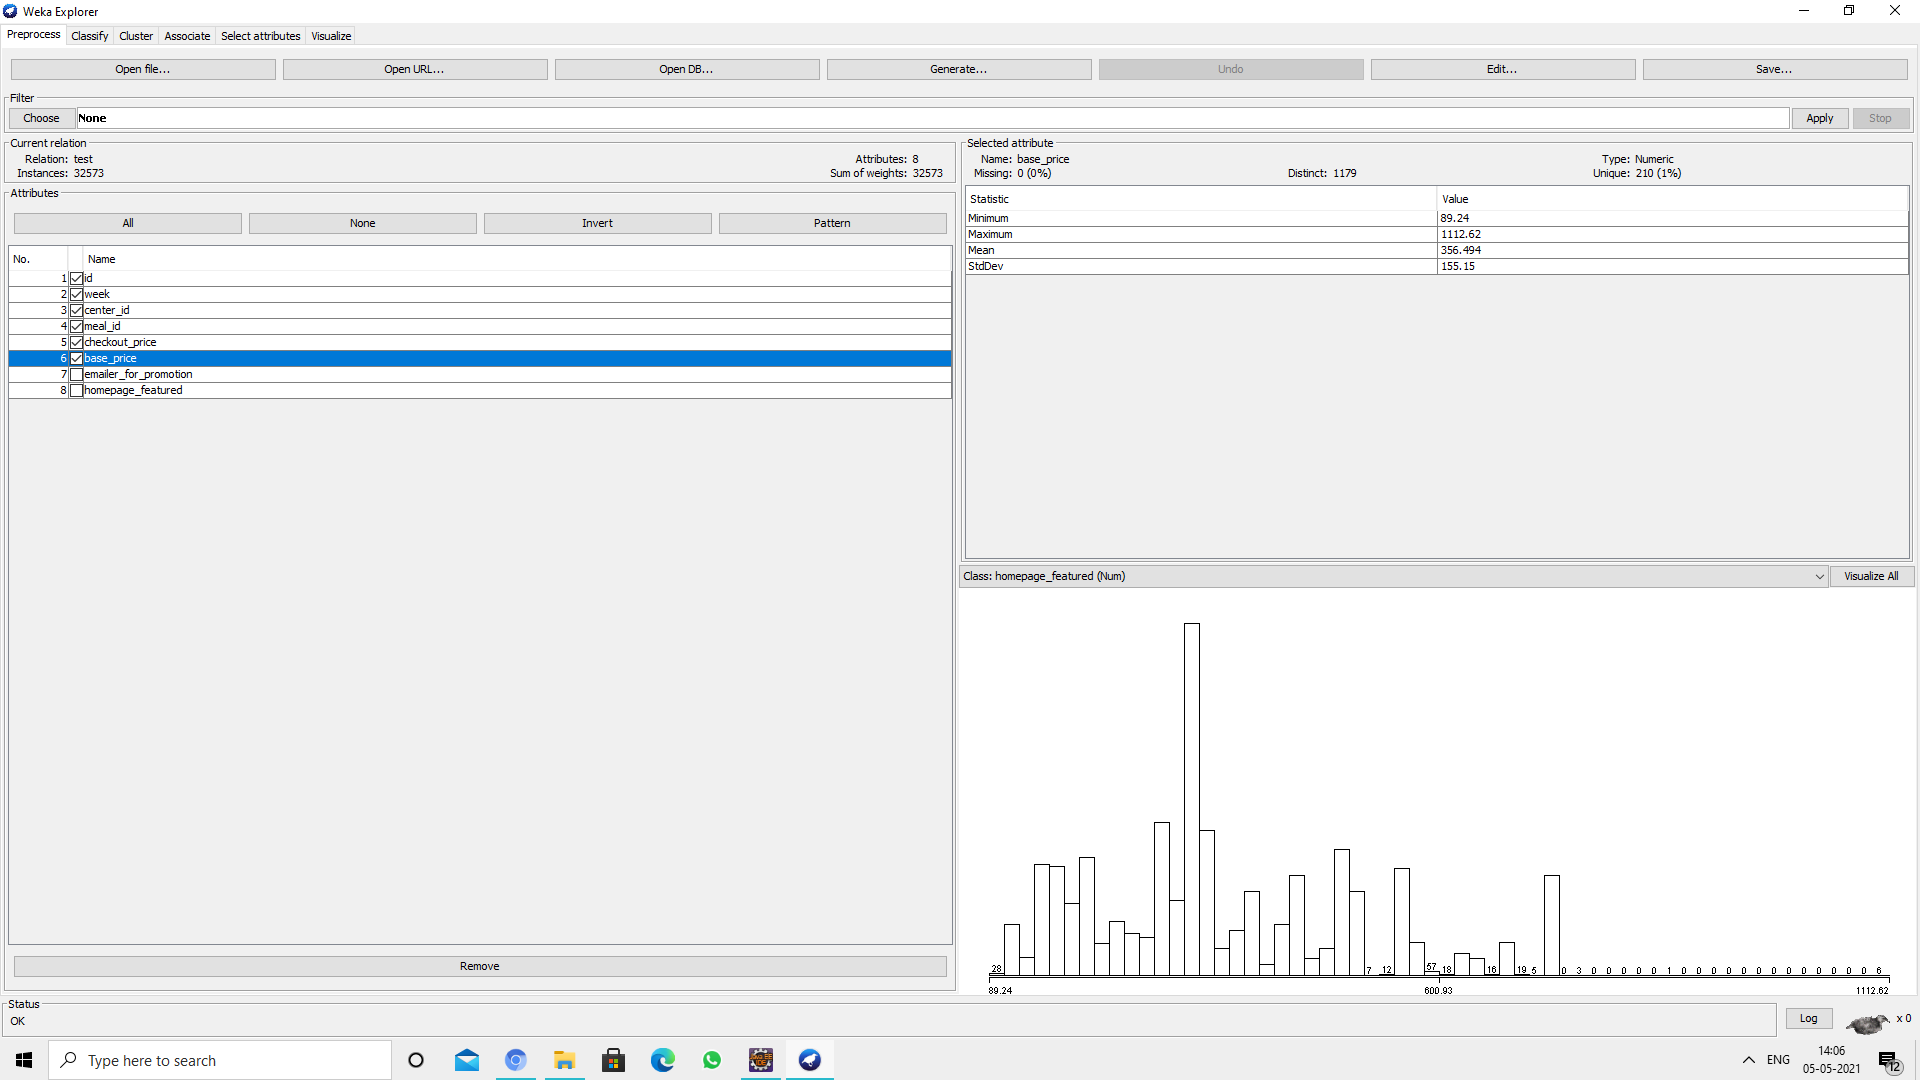 Weka Explorer
Preprocess Classify Cluster Associate Select attributes Visualize
Open file... Open URL... Open DB... Generate... Undo Edit... Save...
Filter
Choose None Apply Stop
Current relation
Relation: test Attributes: 8
Instances: 32573 Sum of weights: 32573
Attributes
All None Invert Pattern
No. Name
1 id
2 week
3 center_id
4 meal_id
5 checkout_price
6 base_price
7 emailer_for_promotion
8 homepage_featured
Remove
Selected attribute
Name: base_price Type: Numeric
Missing: 0 (0%) Distinct: 1179 Unique: 210 (1%)
Statistic Value
Minimum 89.24
Maximum 1112.62
Mean 356.494
StdDev 155.15
Class: homepage_featured (Num) Visualize All
28 7 12 57 18 16 19 5 0 3 0 0 0 0 0 1 0 0 0 0 0 0 0 0 0 0 0 0 0 6
89.24 600.93 1112.62
Status
OK
Log x 0
Type here to search
ENG
14:06
05-05-2021
12